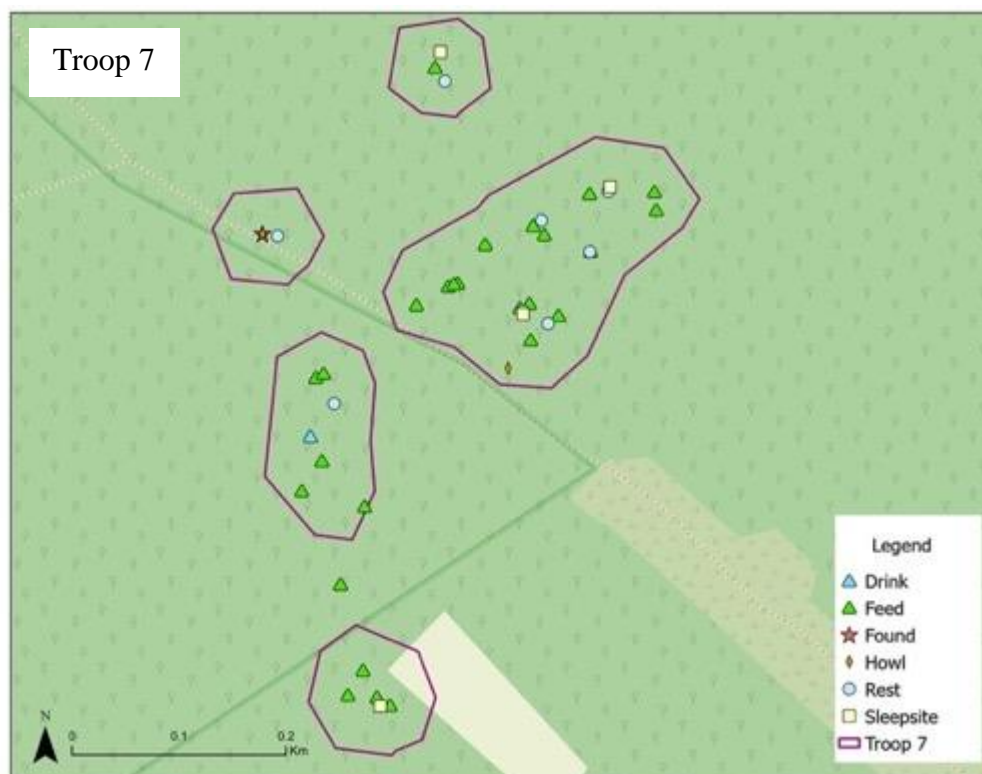 Troop 7
Legend
Drink
Feed
Found
Howl
Rest
Sleepsite
Troop 7
N
0 0.1 0.2
Km